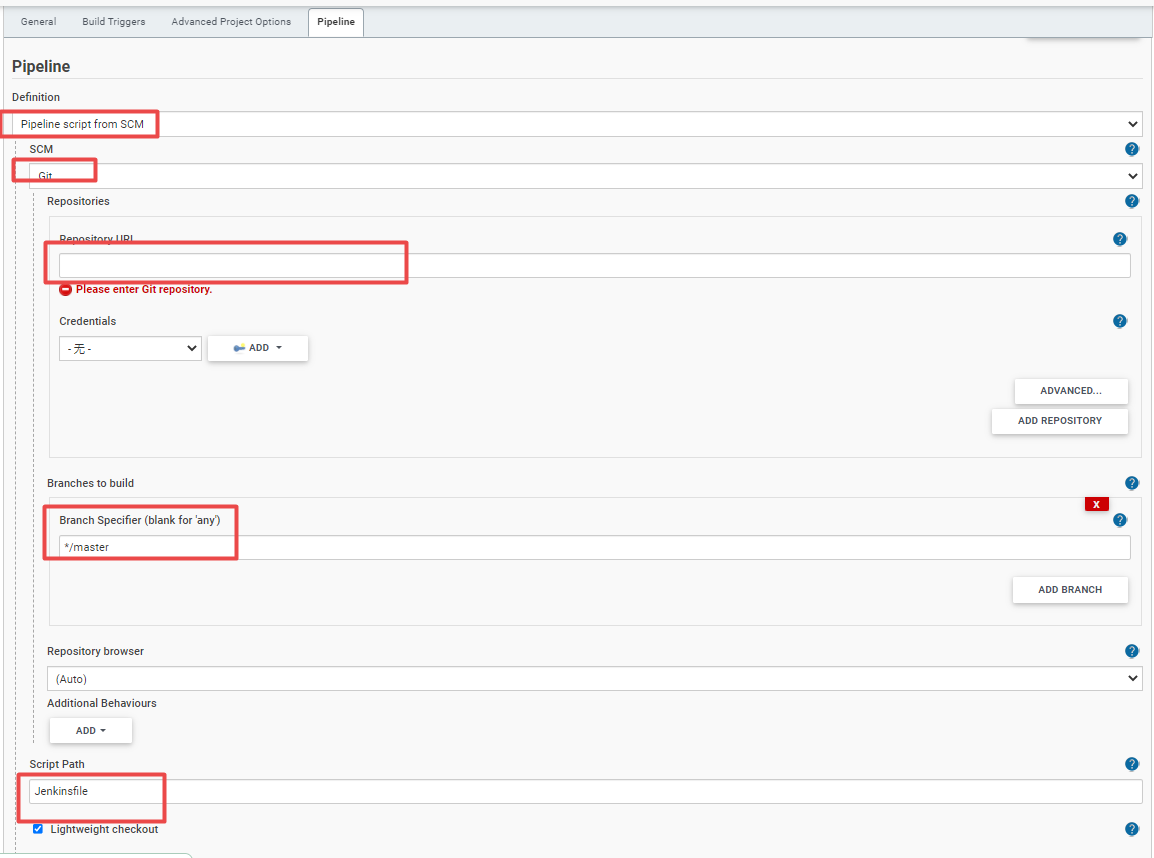 General Build Triggers Advanced Project Options Pipeline
Pipeline
Definition
Pipeline script from SCM
SCM
?
Git
Repositories
?
Repository URL
?
Please enter Git repository.
Credentials
?
- 无 -
ADD
ADVANCED...
ADD REPOSITORY
Branches to build
?
X
Branch Specifier (blank for 'any')
?
*/master
ADD BRANCH
Repository browser
?
(Auto)
Additional Behaviours
ADD
Script Path
?
Jenkinsfile
Lightweight checkout
?